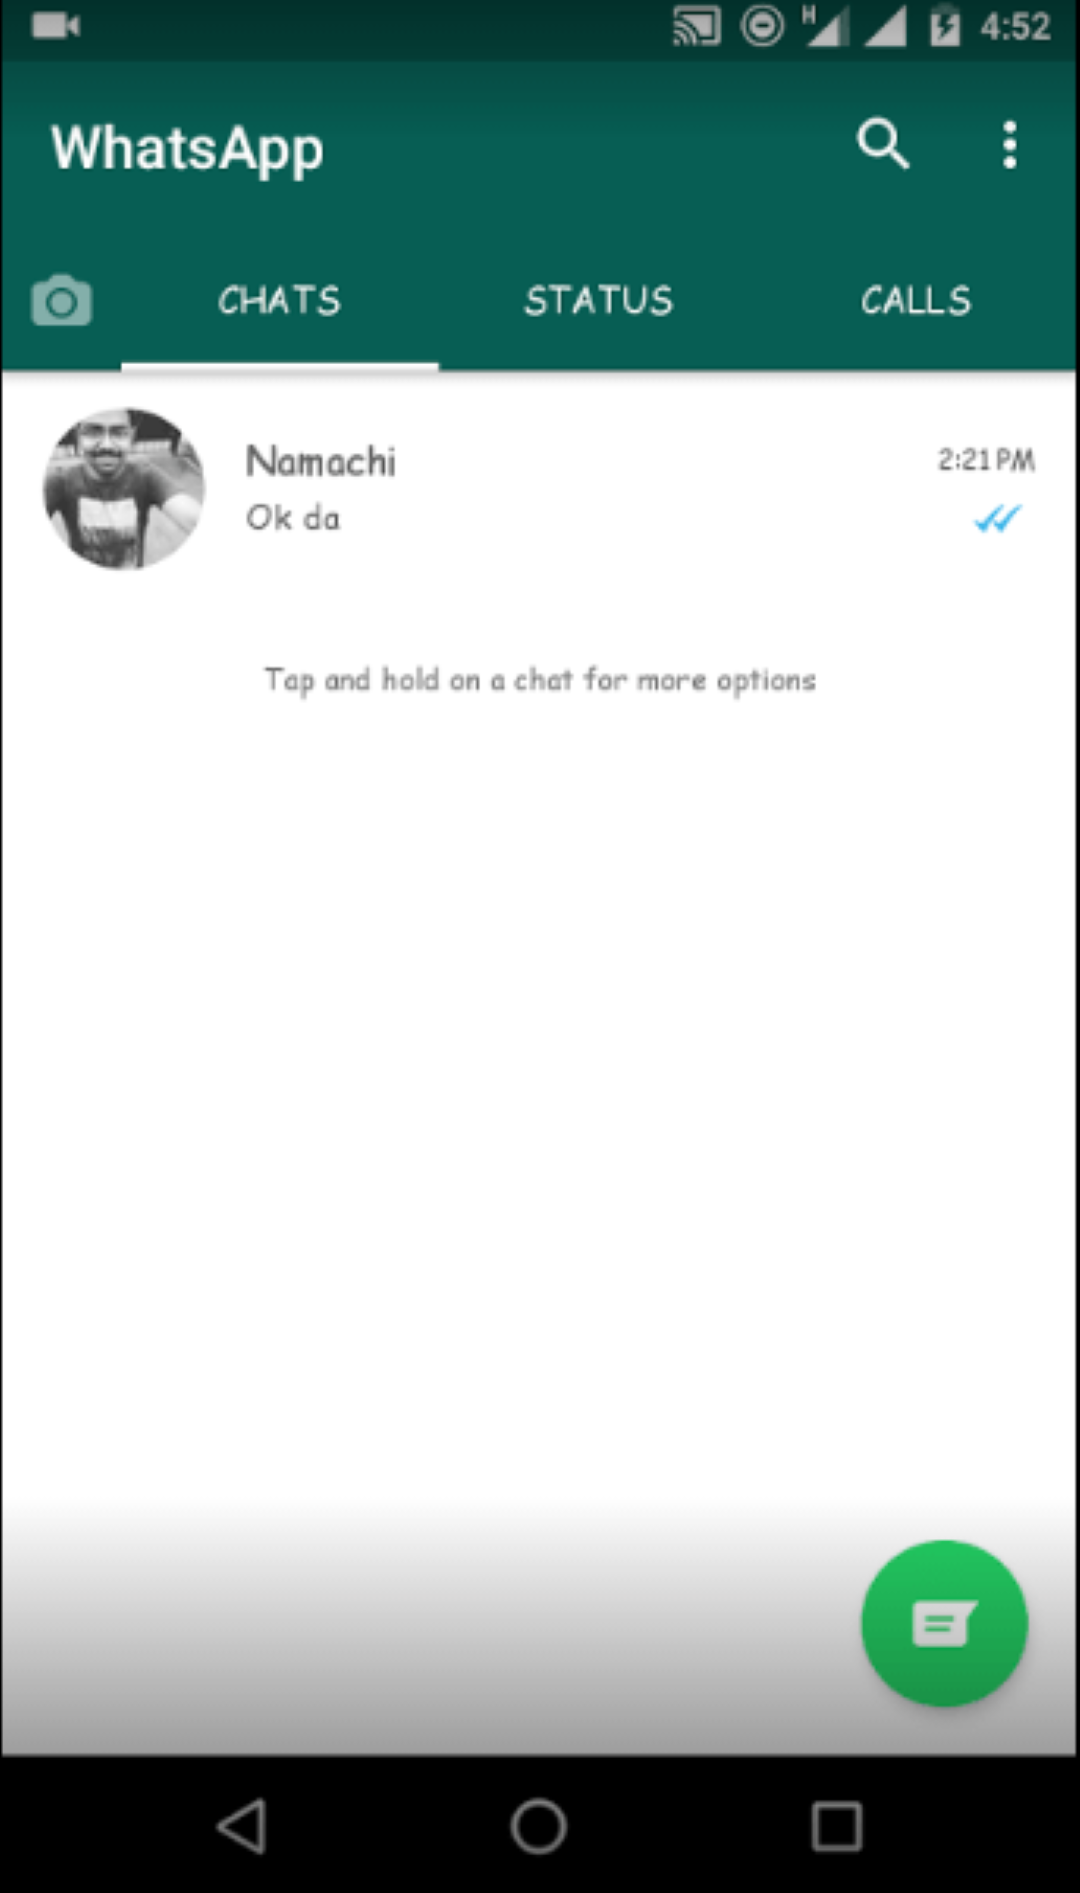 H 4:52
WhatsApp
CHATS STATUS CALLS
Namachi 2:21 PM
Ok da
Tap and hold on a chat for more options